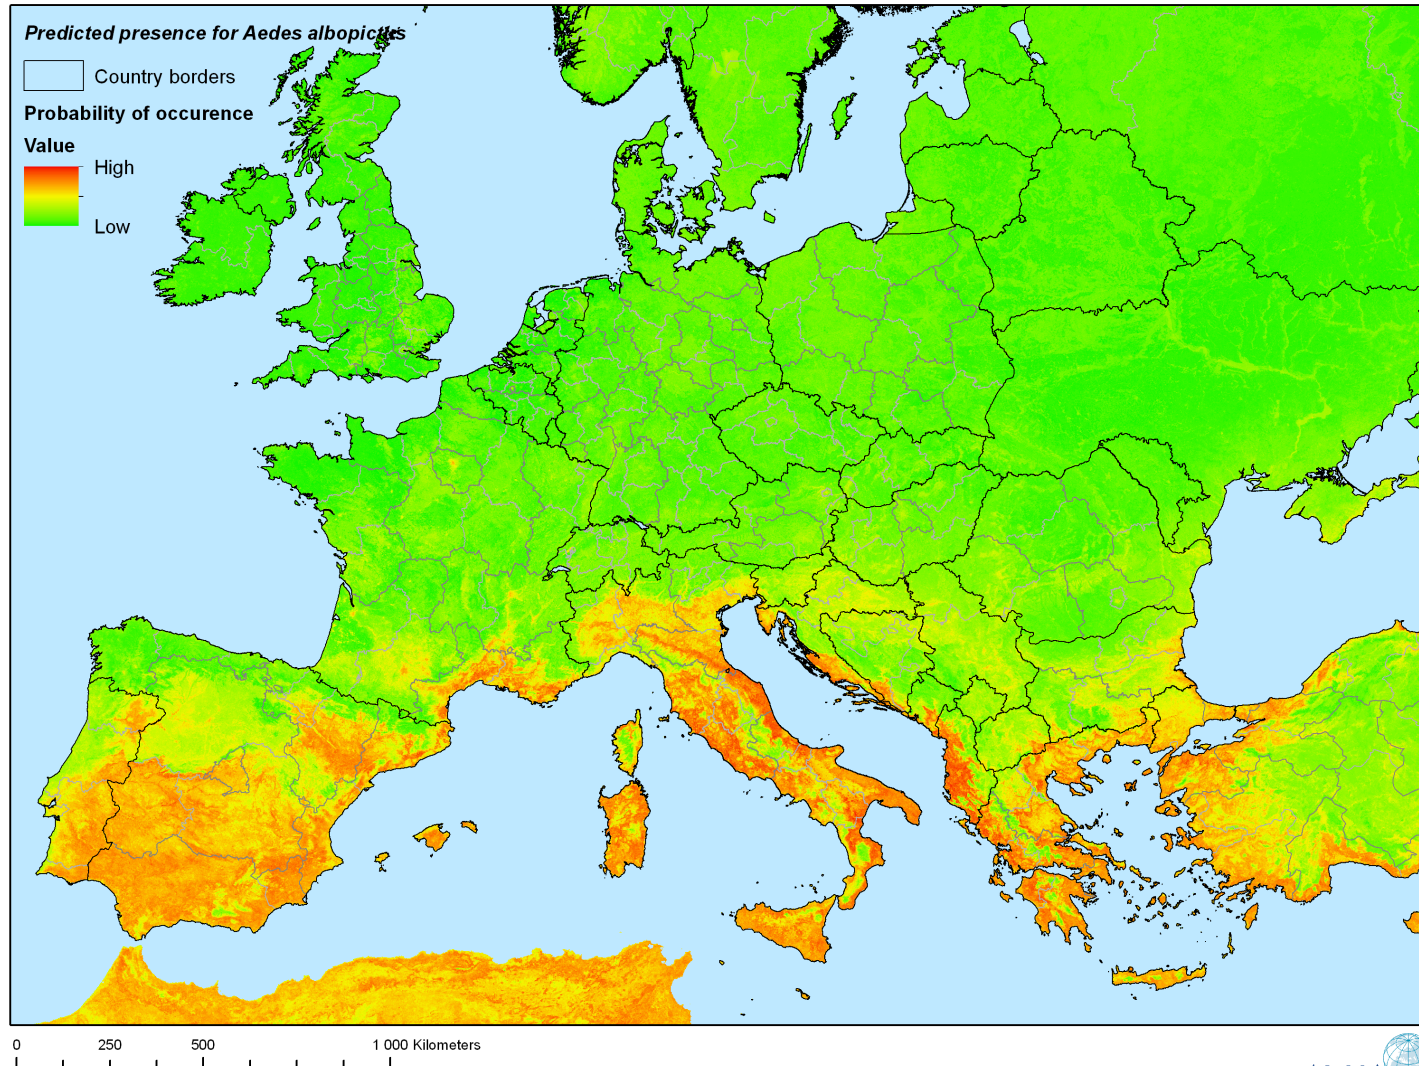 Predicted presence for Aedes albopictus
Country borders
Probability of occurence
Value
High
Low
0 250 500 1 000 Kilometers